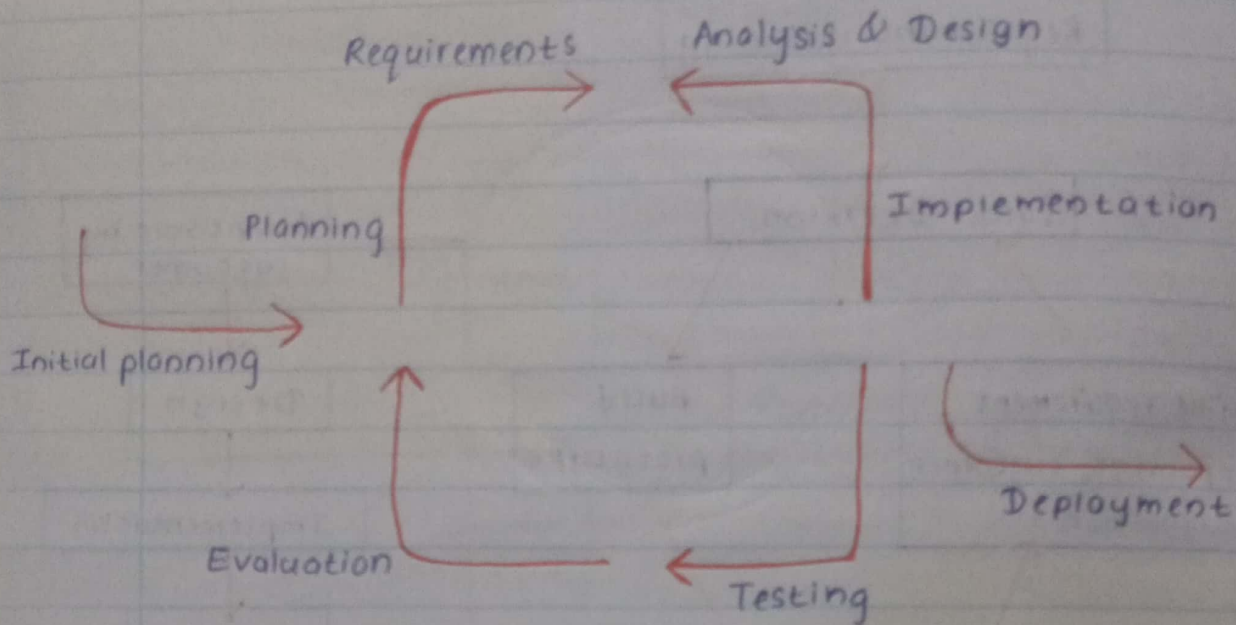 Requirements
Analysis & Design
Planning
Implementation
Initial planning
Deployment
Evaluation
Testing